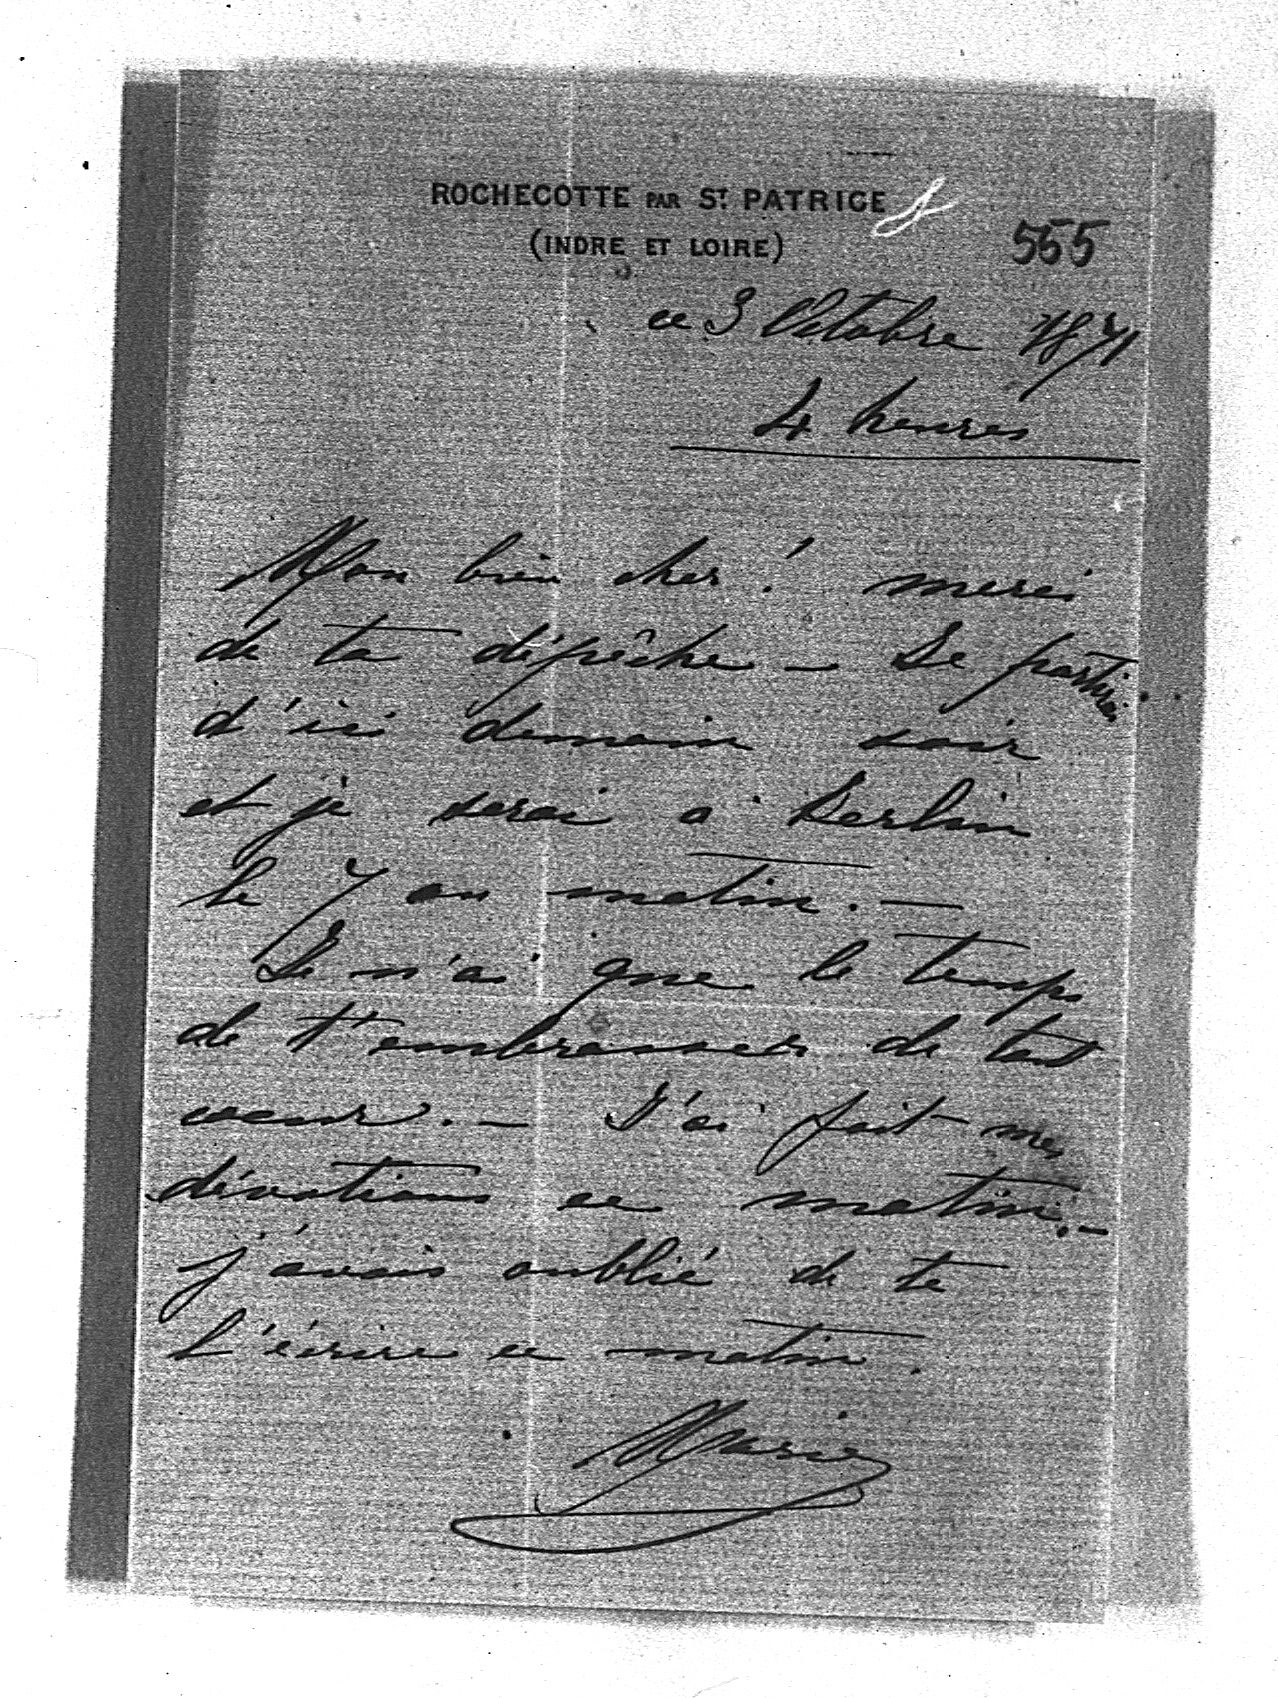 ROCHECOTTE PAR ST. PATRICE
(INDRE ET LOIRE)
555
ce 3 Octobre 1871
4 heures
Mon bien cher ! merci
de ta dépêche – Je partirai
d'ici demain soir
et je serai à Berlin
le 7 au matin. –
Je n'ai que le temps
de t'embrasser de tout
cœur. – J'ai fait mes
dévotions ce matin. –
j'avais oublié de te
l'écrire ce matin.
Marie